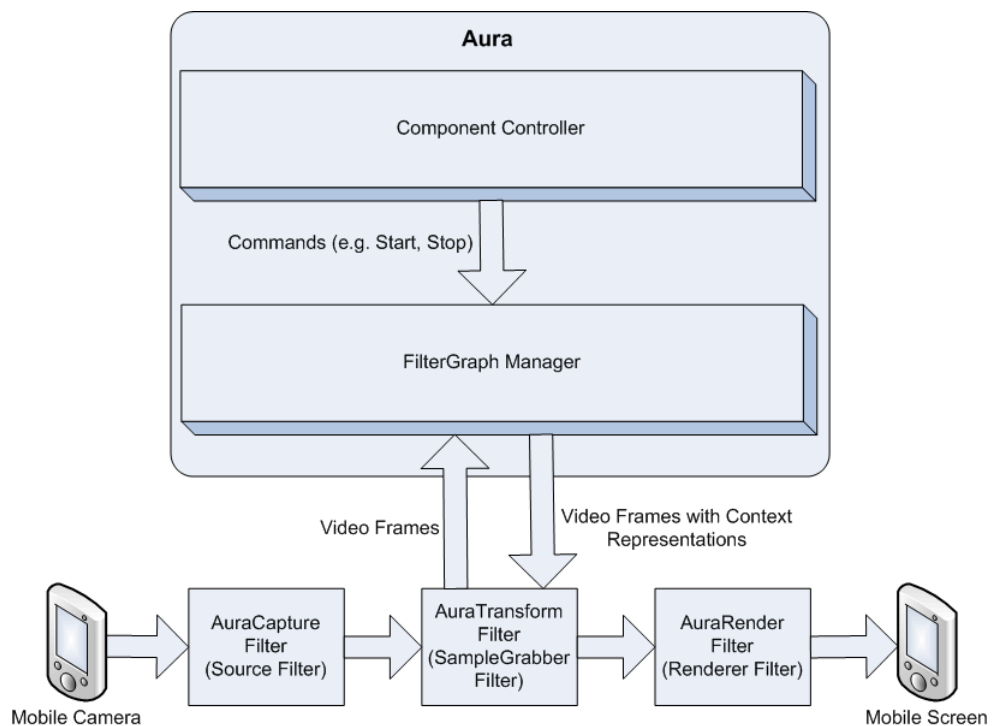 Aura
Component Controller
Commands (e.g. Start, Stop)
FilterGraph Manager
Video Frames
Video Frames with Context
Representations
AuraCapture
Filter
(Source Filter)
AuraTransform
Filter
(SampleGrabber
Filter)
AuraRender
Filter
(Renderer Filter)
Mobile Camera
Mobile Screen